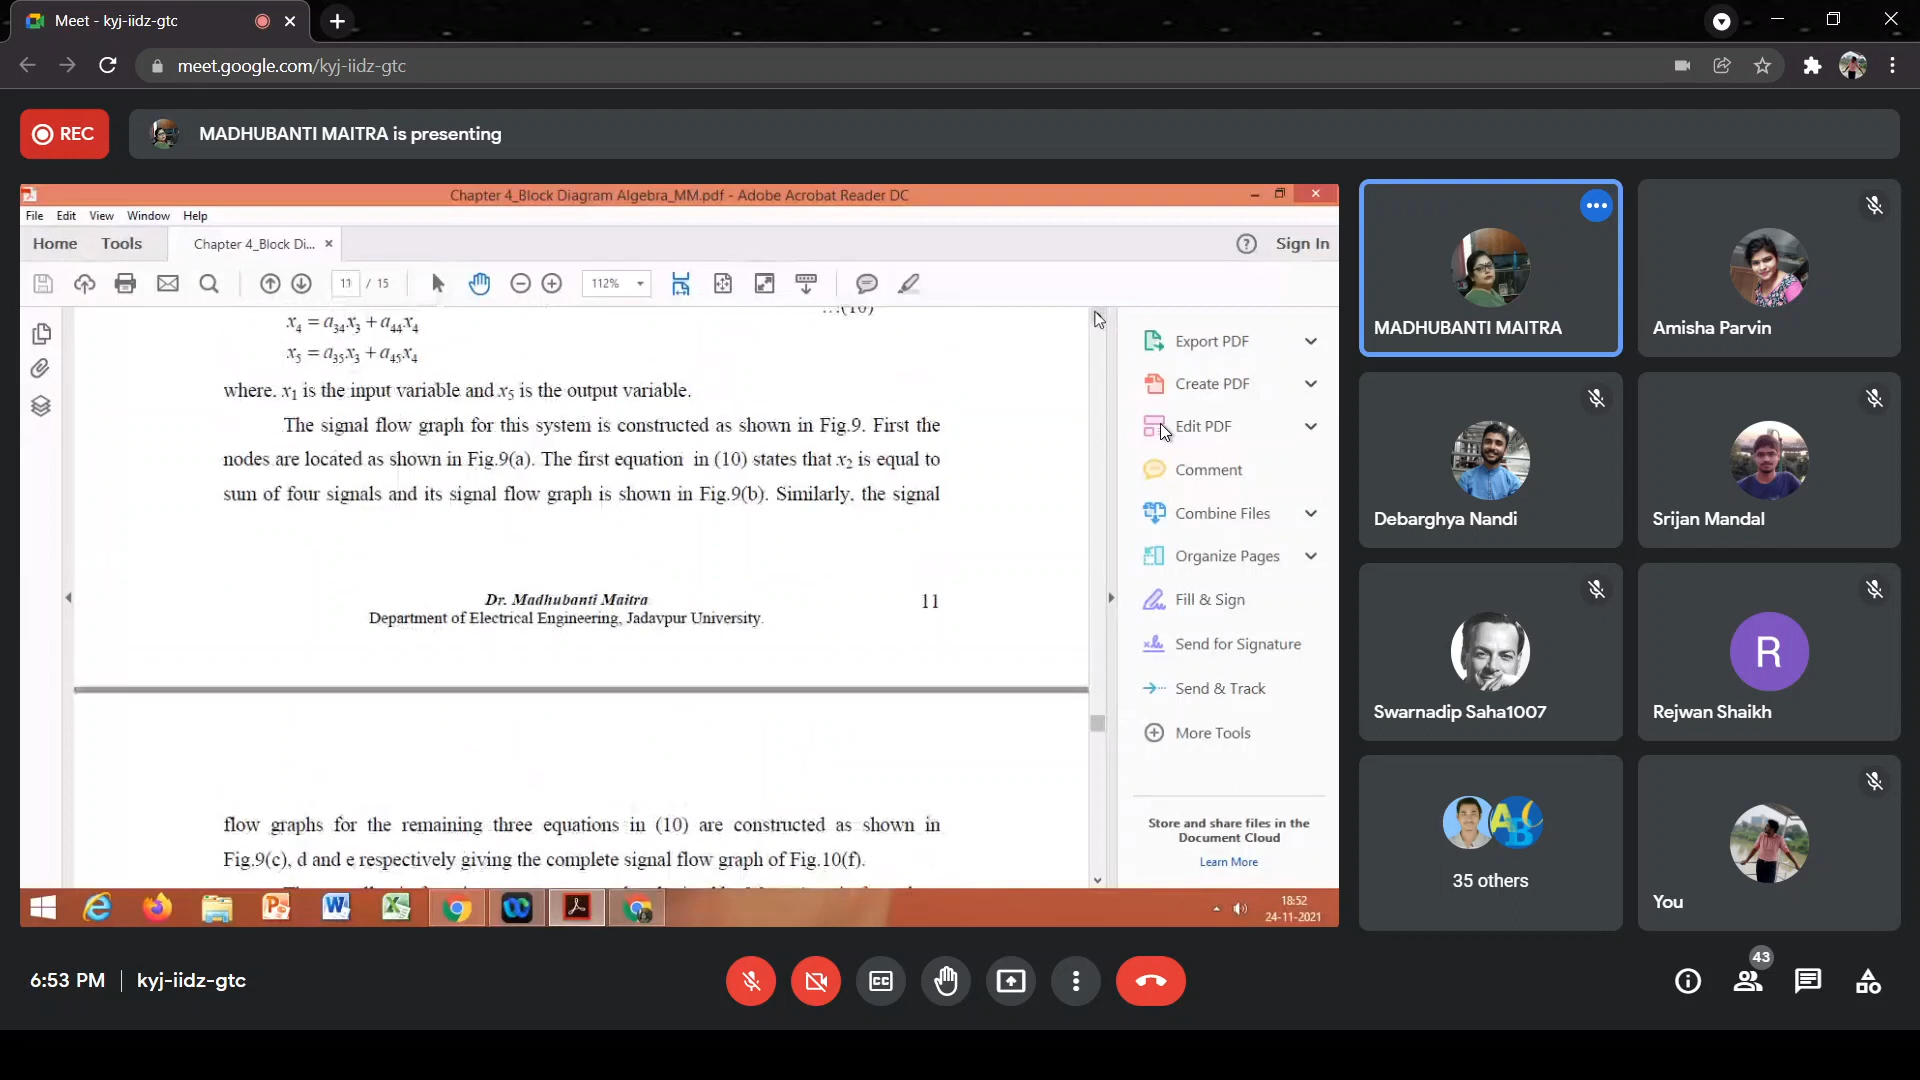 Meet - kyj-iidz-gtc
meet.google.com/kyj-iidz-gtc
REC
MADHUBANTI MAITRA is presenting
Chapter 4_Block Diagram Algebra_MM.pdf - Adobe Acrobat Reader DC
File Edit View Window Help
Home Tools Chapter 4_Block Di... Sign In
11 / 15 112%
...(10)
x₄ = a₃₄x₃ + a₄₄x₄
x₅ = a₃₅x₃ + a₄₅x₄
where, x₁ is the input variable and x₅ is the output variable.
The signal flow graph for this system is constructed as shown in Fig.9. First the
nodes are located as shown in Fig.9(a). The first equation in (10) states that x₂ is equal to
sum of four signals and its signal flow graph is shown in Fig.9(b). Similarly, the signal
Dr. Madhubanti Maitra
11
Department of Electrical Engineering, Jadavpur University.
flow graphs for the remaining three equations in (10) are constructed as shown in
Fig.9(c), d and e respectively giving the complete signal flow graph of Fig.10(f).
Export PDF
Create PDF
Edit PDF
Comment
Combine Files
Organize Pages
Fill & Sign
Send for Signature
Send & Track
More Tools
Store and share files in the
Document Cloud
Learn More
18:52
24-11-2021
MADHUBANTI MAITRA
Amisha Parvin
Debarghya Nandi
Srijan Mandal
Swarnadip Saha1007
R
Rejwan Shaikh
35 others
You
6:53 PM kyj-iidz-gtc
43